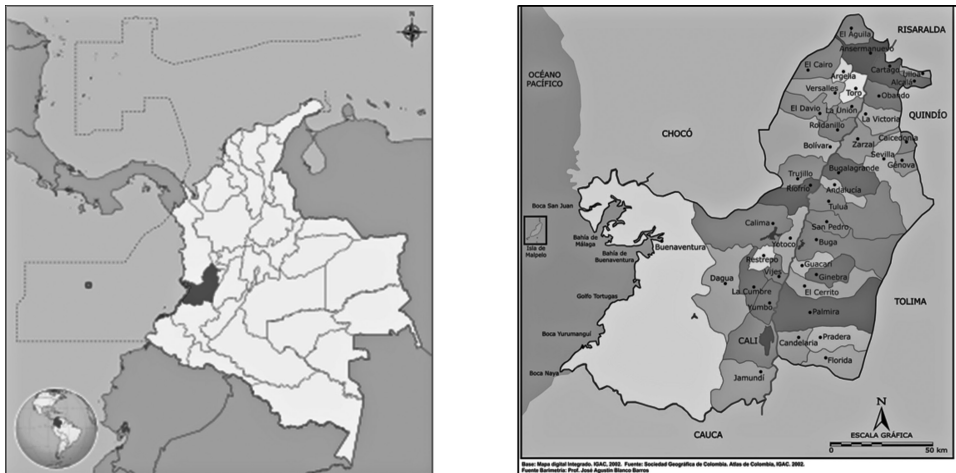 RISARALDA
El Águila
Ansermanuevo
El Cairo
Cartago
Ulloa
Alcalá
Argelia
OCÉANO
PACÍFICO
Versalles
Toro
Obando
El Davio
La Unión
La Victoria
QUINDÍO
Roldanillo
CHOCÓ
Caicedonia
Bolívar
Zarzal
Sevilla
Génova
Bugalagrande
Trujillo
Riofrio
Andalucía
Tuluá
Boca San Juan
Calima
San Pedro
Isla de
Malpelo
Bahía de
Málaga
Buenaventura
Yotoco
Buga
Bahía de
Buenaventura
Restrepo
Guacarí
Dagua
Vijes
Ginebra
La Cumbre
El Cerrito
Golfo Tortugas
Yumbo
TOLIMA
Palmira
Boca Yurumanguí
CALI
Candelaria
Pradera
Florida
Boca Naya
Jamundí
N
CAUCA
ESCALA GRÁFICA
0
50 km
Base: Mapa digital Integrado. IGAC, 2002. Fuente: Sociedad Geográfica de Colombia. Atlas de Colombia, IGAC. 2002.
Fuente Barimetría: Prof. José Agustín Blanco Barros